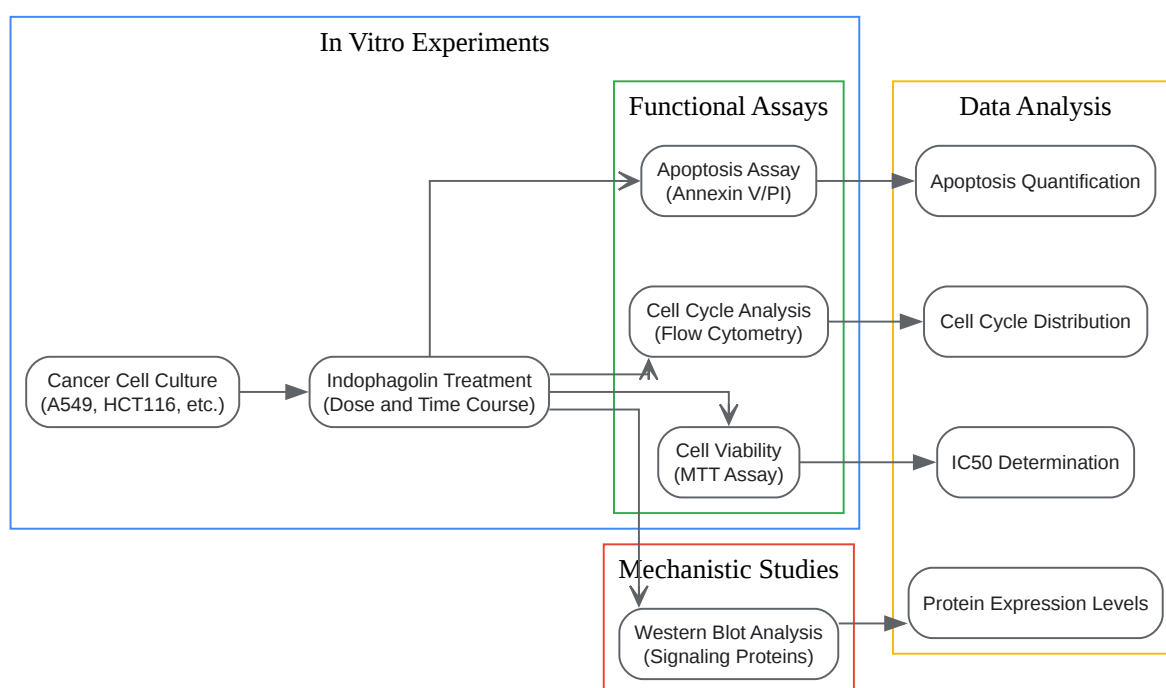 In Vitro Experiments
Functional Assays
Data Analysis
Apoptosis Assay
(Annexin V/PI)
Apoptosis Quantification
Cell Cycle Analysis
(Flow Cytometry)
Cell Cycle Distribution
Cancer Cell Culture
(A549, HCT116, etc.)
Indophagolin Treatment
(Dose and Time Course)
Cell Viability
(MTT Assay)
IC50 Determination
Mechanistic Studies
Western Blot Analysis
(Signaling Proteins)
Protein Expression Levels